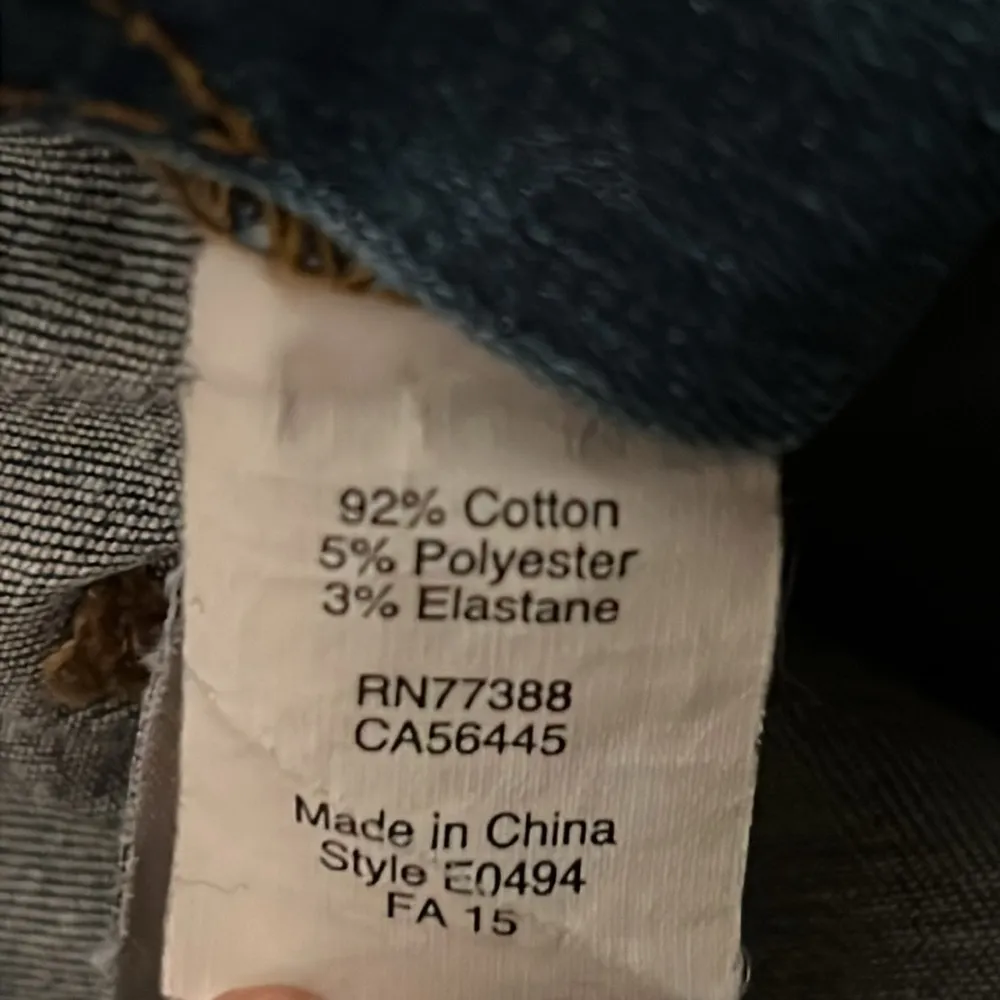 92% Cotton
5% Polyester
3% Elastane
RN77388
CA56445
Made in China
Style E0494
FA 15